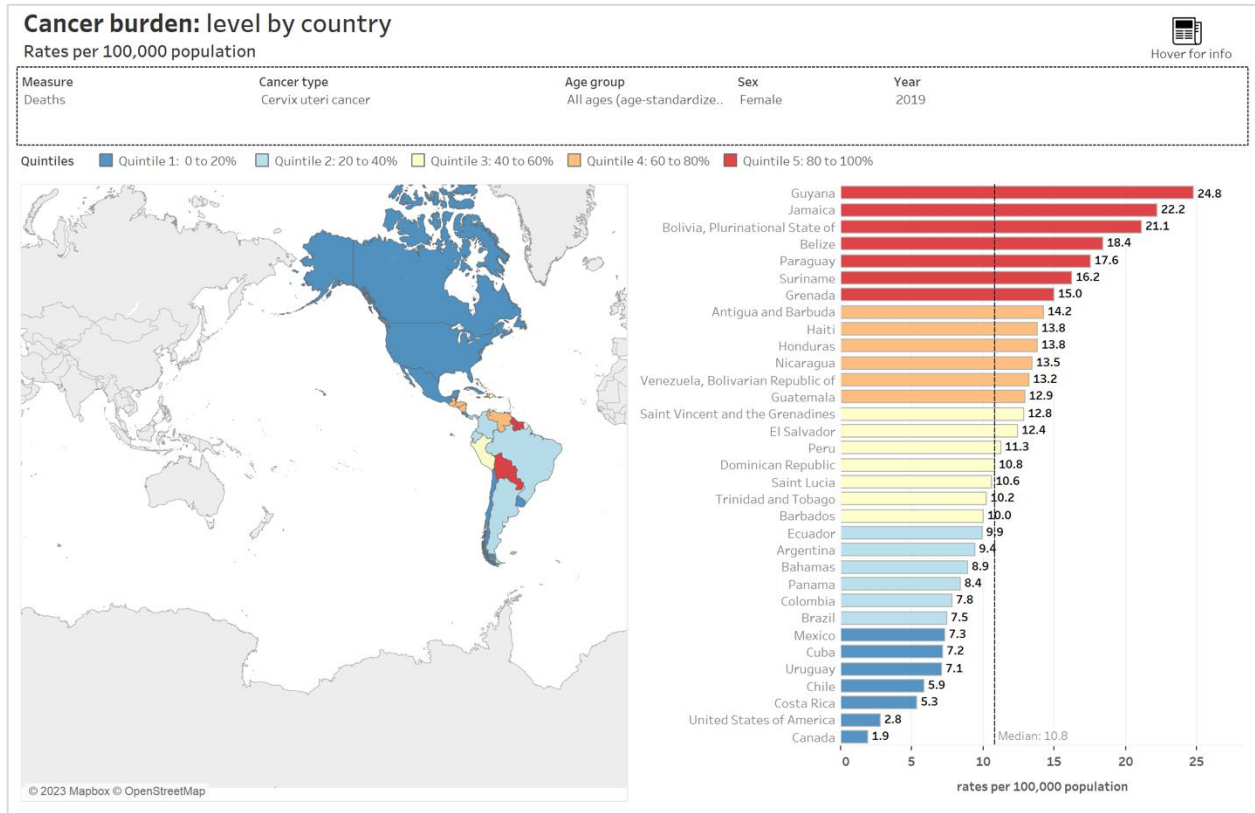 Cancer burden: level by country
Rates per 100,000 population
Hover for info
Measure
Deaths
Cancer type
Cervix uteri cancer
Age group
All ages (age-standardize..
Sex
Female
Year
2019
Quintiles
Quintile 1: 0 to 20%
Quintile 2: 20 to 40%
Quintile 3: 40 to 60%
Quintile 4: 60 to 80%
Quintile 5: 80 to 100%
Guyana 24.8
Jamaica 22.2
Bolivia, Plurinational State of 21.1
Belize 18.4
Paraguay 17.6
Suriname 16.2
Grenada 15.0
Antigua and Barbuda 14.2
Haiti 13.8
Honduras 13.8
Nicaragua 13.5
Venezuela, Bolivarian Republic of 13.2
Guatemala 12.9
Saint Vincent and the Grenadines 12.8
El Salvador 12.4
Peru 11.3
Dominican Republic 10.8
Saint Lucia 10.6
Trinidad and Tobago 10.2
Barbados 10.0
Ecuador 9.9
Argentina 9.4
Bahamas 8.9
Panama 8.4
Colombia 7.8
Brazil 7.5
Mexico 7.3
Cuba 7.2
Uruguay 7.1
Chile 5.9
Costa Rica 5.3
United States of America 2.8
Canada 1.9
Median: 10.8
0 5 10 15 20 25
rates per 100,000 population
© 2023 Mapbox © OpenStreetMap